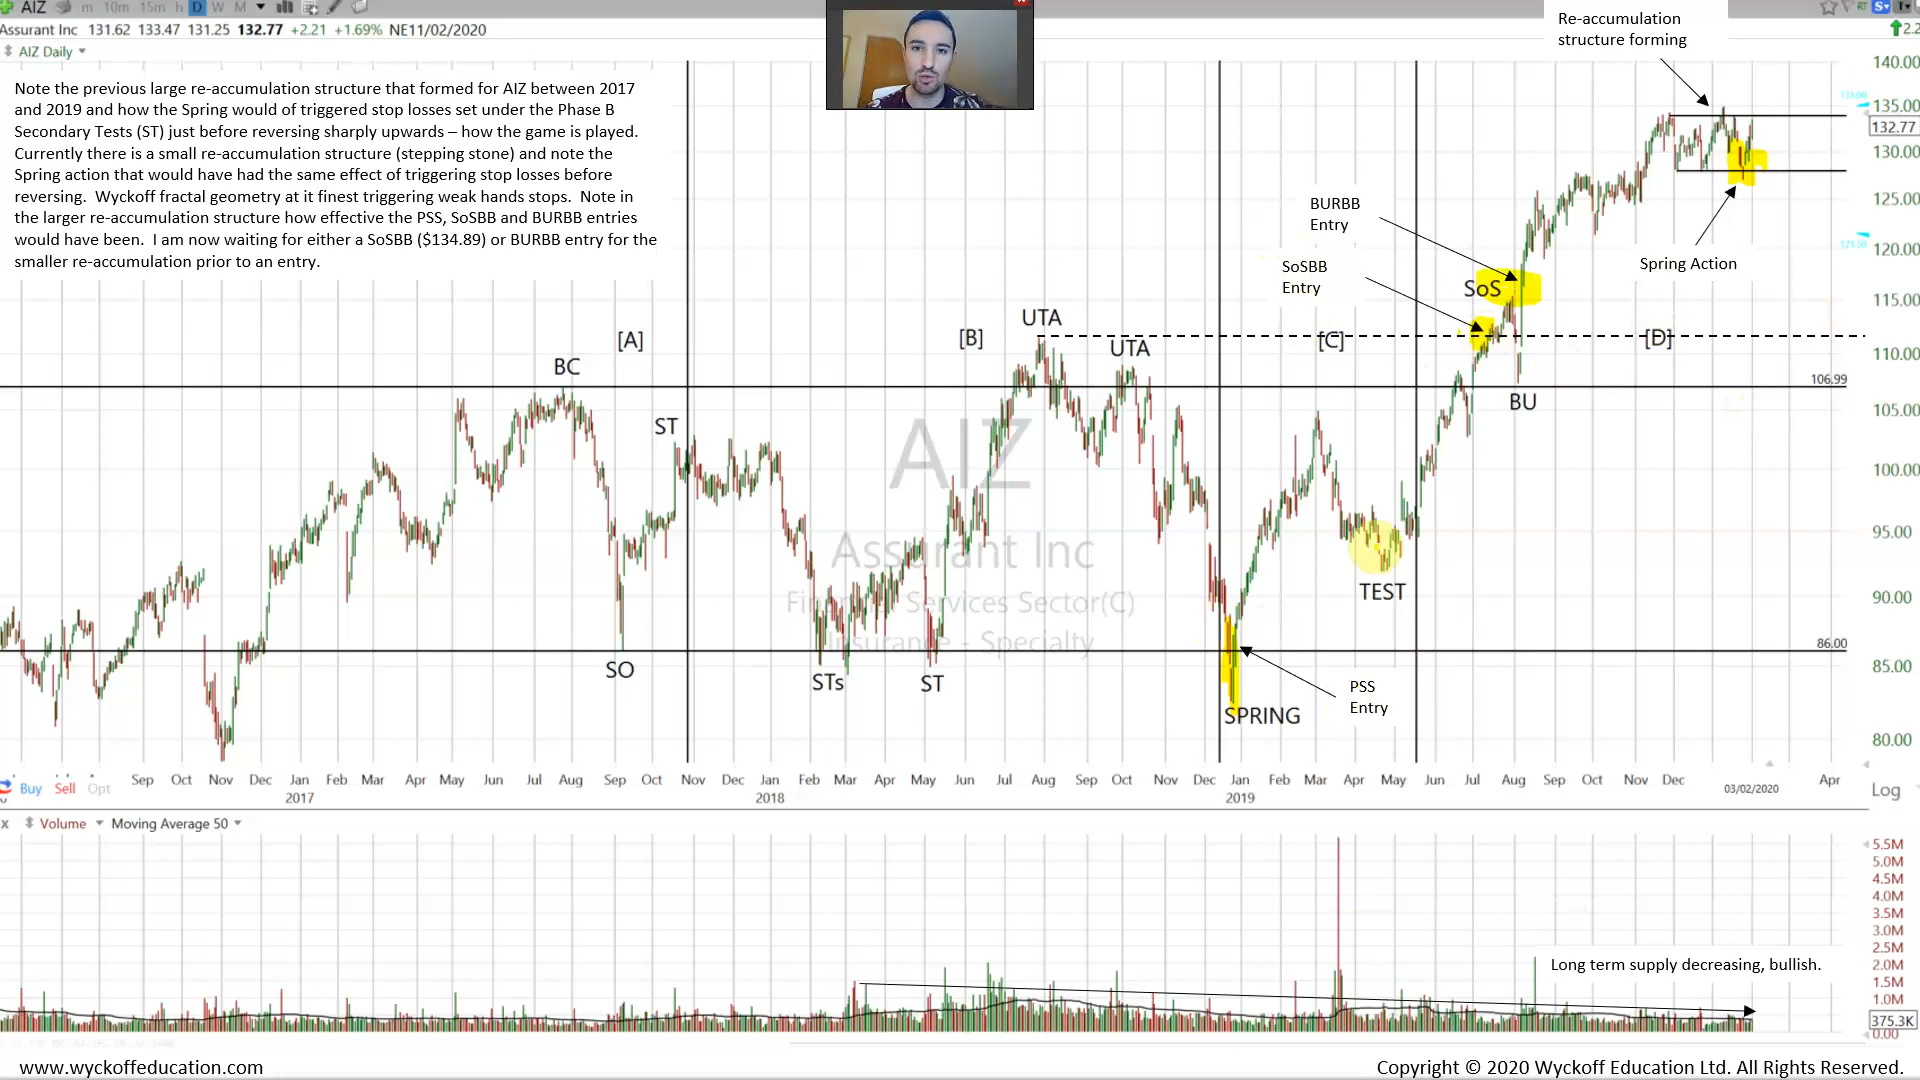 AIZ m 10m 15m h D W M
Assurant Inc 131.62 133.47 131.25 132.77 +2.21 +1.69% NE11/02/2020
AIZ Daily
Note the previous large re-accumulation structure that formed for AIZ between 2017
and 2019 and how the Spring would of triggered stop losses set under the Phase B
Secondary Tests (ST) just before reversing sharply upwards – how the game is played.
Currently there is a small re-accumulation structure (stepping stone) and note the
Spring action that would have had the same effect of triggering stop losses before
reversing. Wyckoff fractal geometry at it finest triggering weak hands stops. Note in
the larger re-accumulation structure how effective the PSS, SoSBB and BURBB entries
would have been. I am now waiting for either a SoSBB ($134.89) or BURBB entry for the
smaller re-accumulation prior to an entry.
Re-accumulation
structure forming
BURBB
Entry
SoSBB
Entry
Spring Action
SoS
UTA
UTA
[A]
[B]
[C]
[D]
BC
ST
BU
106.99
AIZ
Assurant Inc
Services Sector(C)
Insurance - Specialty
TEST
86.00
SO
STs
ST
SPRING
PSS
Entry
140.00
135.00
132.77
130.00
125.00
121.50
120.00
115.00
110.00
105.00
100.00
95.00
90.00
85.00
80.00
Sep Oct Nov Dec Jan Feb Mar Apr May Jun Jul Aug Sep Oct Nov Dec Jan Feb Mar Apr May Jun Jul Aug Sep Oct Nov Dec Jan Feb Mar Apr May Jun Jul Aug Sep Oct Nov Dec 03/02/2020 Apr
Buy Sell Opt 2017 2018 2019 Log
x Volume Moving Average 50
5.5M
5.0M
4.5M
4.0M
3.5M
3.0M
2.5M
2.0M
1.5M
1.0M
375.3K
0.00
Long term supply decreasing, bullish.
www.wyckoffeducation.com
Copyright © 2020 Wyckoff Education Ltd. All Rights Reserved.